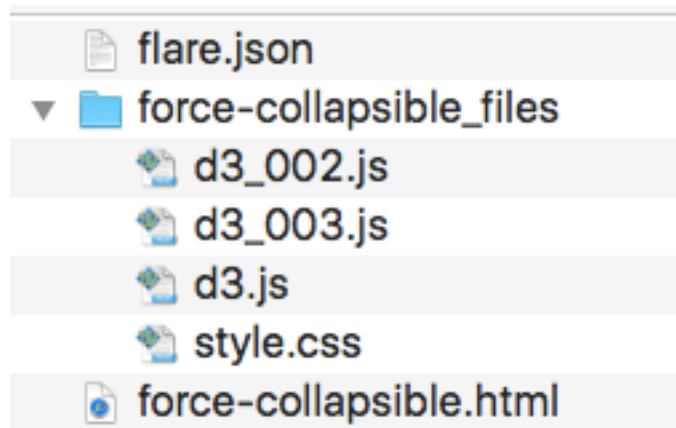 flare.json
force-collapsible_files
d3_002.js
d3_003.js
d3.js
style.css
force-collapsible.html